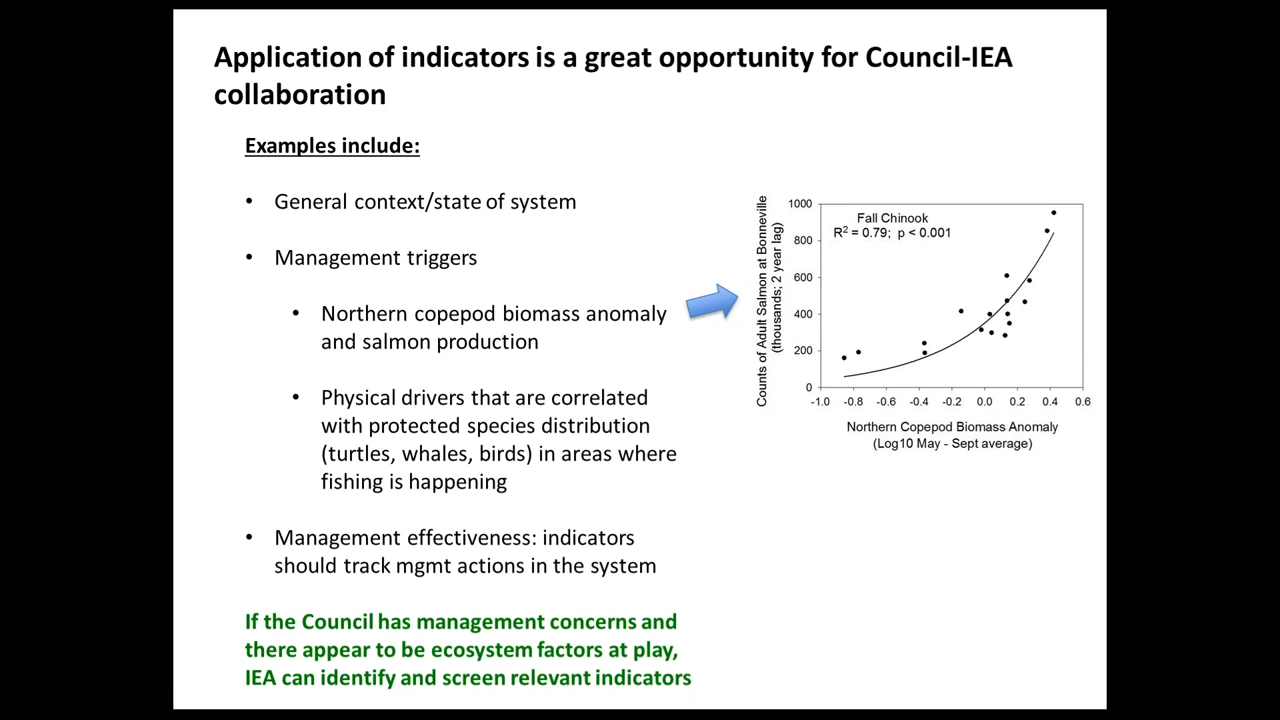 Application of indicators is a great opportunity for Council-IEA
collaboration
Examples include:
• General context/state of system
• Management triggers
• Northern copepod biomass anomaly
and salmon production
• Physical drivers that are correlated
with protected species distribution
(turtles, whales, birds) in areas where
fishing is happening
• Management effectiveness: indicators
should track mgmt actions in the system
If the Council has management concerns and
there appear to be ecosystem factors at play,
IEA can identify and screen relevant indicators
Counts of Adult Salmon at Bonneville
(thousands; 2 year lag)
1000
800
600
400
200
0
Fall Chinook
R² = 0.79; p < 0.001
-1.0 -0.8 -0.6 -0.4 -0.2 0.0 0.2 0.4 0.6
Northern Copepod Biomass Anomaly
(Log10 May - Sept average)